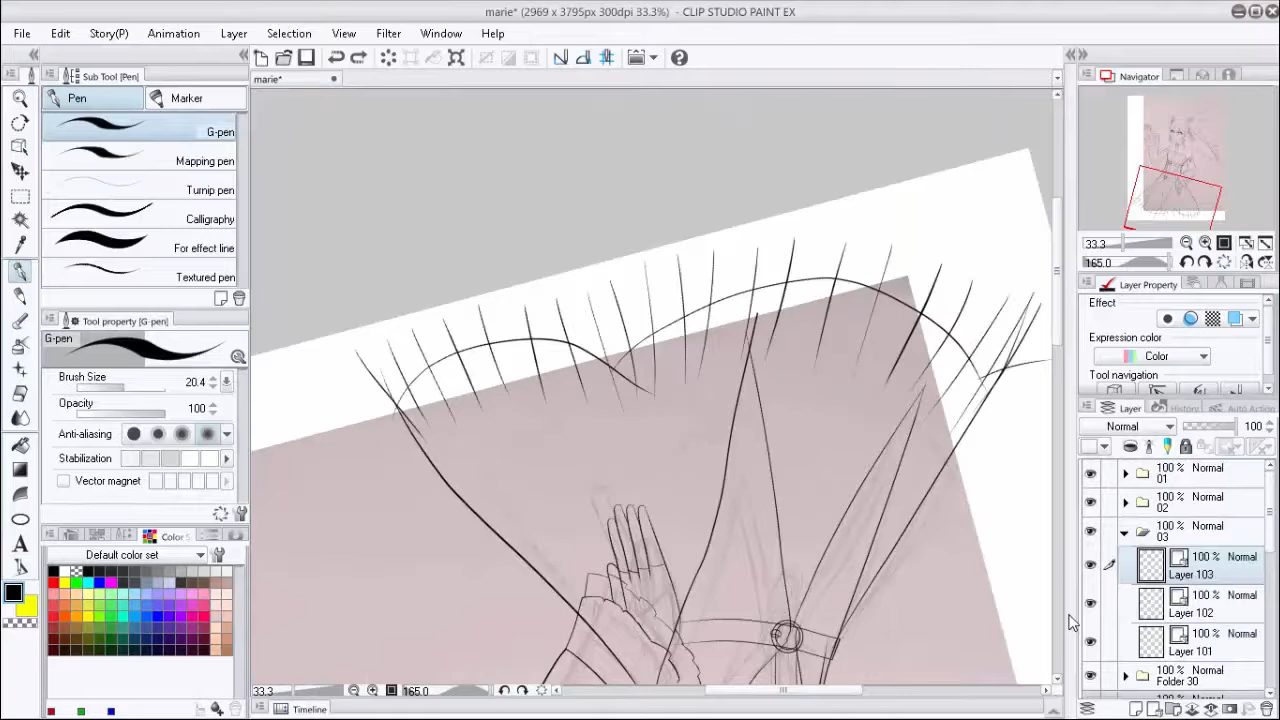 marie* (2969 x 3795px 300dpi 33.3%) - CLIP STUDIO PAINT EX
File Edit Story(P) Animation Layer Selection View Filter Window Help
Sub Tool [Pen]
marie*
Navigator
Pen Marker
G-pen
Mapping pen
Turnip pen
Calligraphy
For effect line
Textured pen
33.3
165.0
Layer Property
Effect
Expression color
Color
Tool navigation
Tool property [G-pen]
G-pen
Brush Size 20.4
Opacity 100
Anti-aliasing
Stabilization
Vector magnet
Layer History Auto Action
Normal 100
100 % Normal
01
100 % Normal
02
100 % Normal
03
100 % Normal
Layer 103
100 % Normal
Layer 102
100 % Normal
Layer 101
100 % Normal
Folder 30
Color S
Default color set
33.3 165.0
Timeline